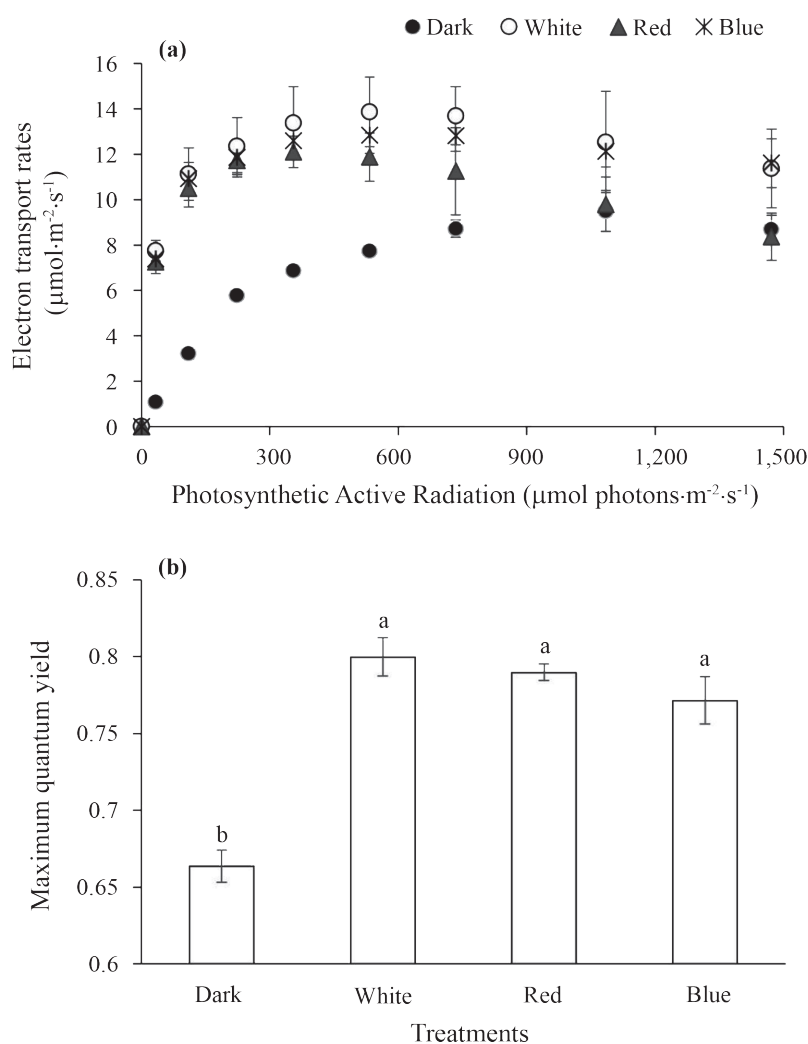 Dark White Red Blue
(a)
16
14
12
10
8
6
4
2
0
Electron transport rates
(μmol·m⁻²·s⁻¹)
0 300 600 900 1,200 1,500
Photosynthetic Active Radiation (μmol photons·m⁻²·s⁻¹)
(b)
0.85
0.8
0.75
0.7
0.65
0.6
Maximum quantum yield
b a a a
Dark White Red Blue
Treatments